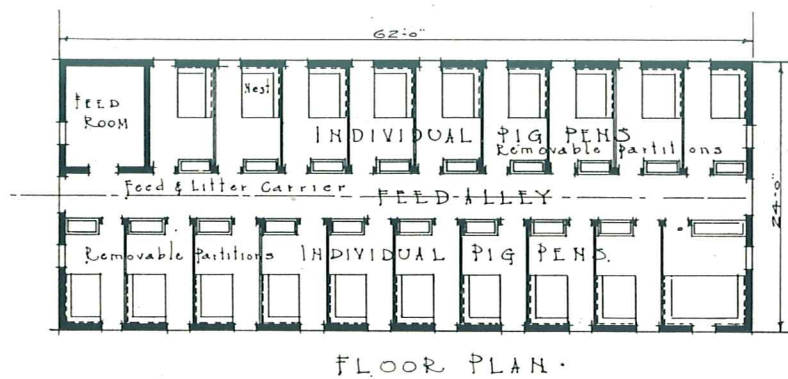 62'-0"
FEED
ROOM
Nest
INDIVIDUAL PIG PENS
Removable Partitions
Feed & Litter Carrier
FEED ALLEY
24'-0"
Removable Partitions INDIVIDUAL PIG PENS.
FLOOR PLAN.